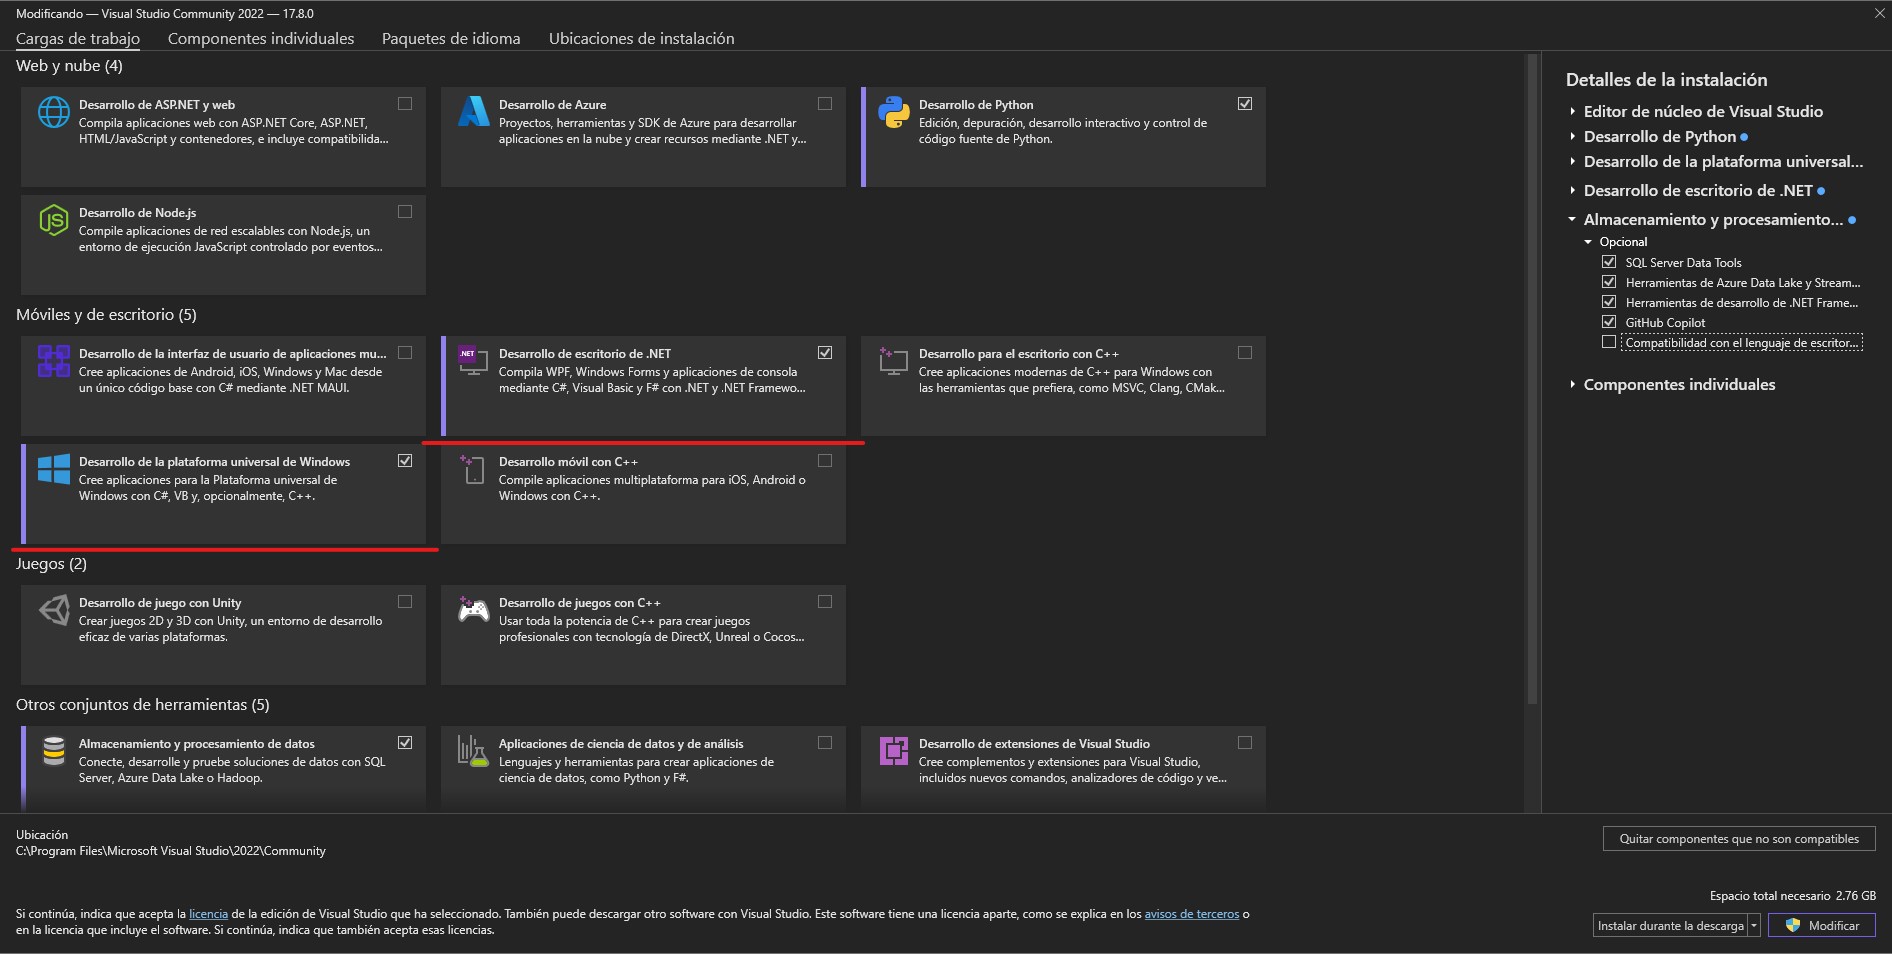 Modificando — Visual Studio Community 2022 — 17.8.0
Cargas de trabajo
Componentes individuales
Paquetes de idioma
Ubicaciones de instalación
Web y nube (4)
Desarrollo de ASP.NET y web
Compila aplicaciones web con ASP.NET Core, ASP.NET,
HTML/JavaScript y contenedores, e incluye compatibilida...
Desarrollo de Azure
Proyectos, herramientas y SDK de Azure para desarrollar
aplicaciones en la nube y crear recursos mediante .NET y...
Desarrollo de Python
Edición, depuración, desarrollo interactivo y control de
código fuente de Python.
Desarrollo de Node.js
Compile aplicaciones de red escalables con Node.js, un
entorno de ejecución JavaScript controlado por eventos...
Móviles y de escritorio (5)
Desarrollo de la interfaz de usuario de aplicaciones mu...
Cree aplicaciones de Android, iOS, Windows y Mac desde
un único código base con C# mediante .NET MAUI.
.NET
Desarrollo de escritorio de .NET
Compila WPF, Windows Forms y aplicaciones de consola
mediante C#, Visual Basic y F# con .NET y .NET Framewo...
Desarrollo para el escritorio con C++
Cree aplicaciones modernas de C++ para Windows con
las herramientas que prefiera, como MSVC, Clang, CMak...
Desarrollo de la plataforma universal de Windows
Cree aplicaciones para la Plataforma universal de
Windows con C#, VB y, opcionalmente, C++.
Desarrollo móvil con C++
Compile aplicaciones multiplataforma para iOS, Android o
Windows con C++.
Juegos (2)
Desarrollo de juego con Unity
Crear juegos 2D y 3D con Unity, un entorno de desarrollo
eficaz de varias plataformas.
Desarrollo de juegos con C++
Usar toda la potencia de C++ para crear juegos
profesionales con tecnología de DirectX, Unreal o Cocos...
Otros conjuntos de herramientas (5)
Almacenamiento y procesamiento de datos
Conecte, desarrolle y pruebe soluciones de datos con SQL
Server, Azure Data Lake o Hadoop.
Aplicaciones de ciencia de datos y de análisis
Lenguajes y herramientas para crear aplicaciones de
ciencia de datos, como Python y F#.
Desarrollo de extensiones de Visual Studio
Cree complementos y extensiones para Visual Studio,
incluidos nuevos comandos, analizadores de código y ve...
Detalles de la instalación
Editor de núcleo de Visual Studio
Desarrollo de Python
Desarrollo de la plataforma universal...
Desarrollo de escritorio de .NET
Almacenamiento y procesamiento...
Opcional
SQL Server Data Tools
Herramientas de Azure Data Lake y Stream...
Herramientas de desarrollo de .NET Frame...
GitHub Copilot
Compatibilidad con el lenguaje de escritor...
Componentes individuales
Ubicación
C:\Program Files\Microsoft Visual Studio\2022\Community
Quitar componentes que no son compatibles
Espacio total necesario 2.76 GB
Si continúa, indica que acepta la licencia de la edición de Visual Studio que ha seleccionado. También puede descargar otro software con Visual Studio. Este software tiene una licencia aparte, como se explica en los avisos de terceros o
en la licencia que incluye el software. Si continúa, indica que también acepta esas licencias.
Instalar durante la descarga
Modificar